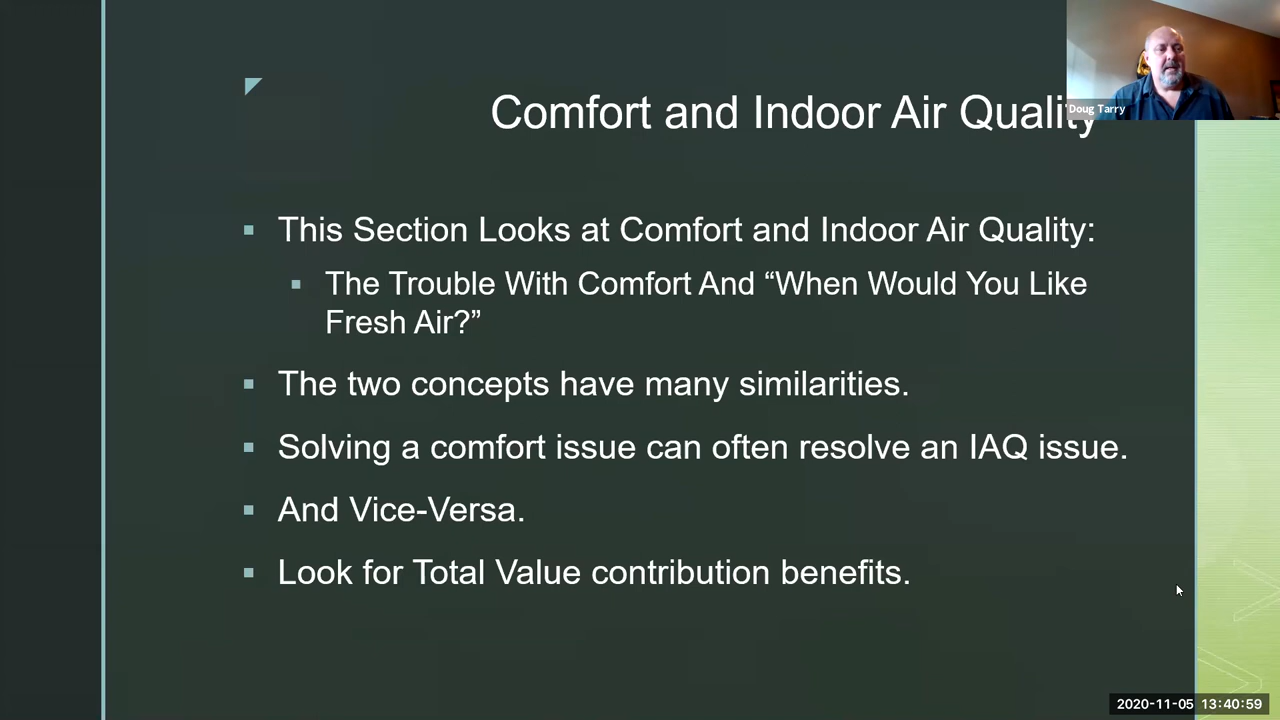 Comfort and Indoor Air Quality
Doug Tarry
This Section Looks at Comfort and Indoor Air Quality:
The Trouble With Comfort And “When Would You Like
Fresh Air?”
The two concepts have many similarities.
Solving a comfort issue can often resolve an IAQ issue.
And Vice-Versa.
Look for Total Value contribution benefits.
2020-11-05 13:40:59